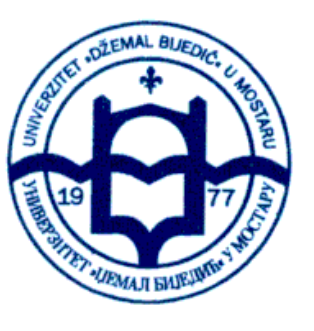 UNIVERZITET »DŽEMAL BIJEDIĆ« U MOSTARU
19 77
УНИВЕРЗИТЕТ »ЏЕМАЛ БИЈЕДИЋ« У МОСТАРУ